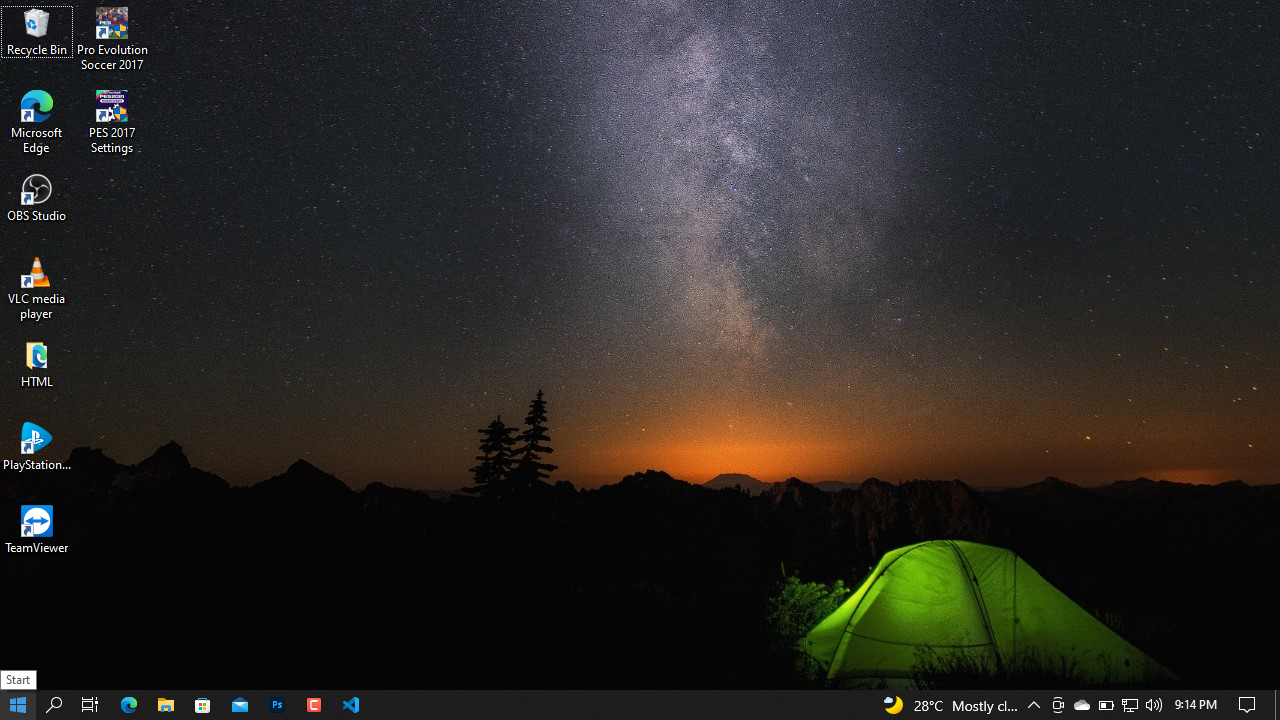 Recycle Bin
Pro Evolution
Soccer 2017
Microsoft
Edge
PES 2017
Settings
OBS Studio
VLC media
player
HTML
PlayStation...
TeamViewer
Start
Ps
C
28°C Mostly cl...
9:14 PM